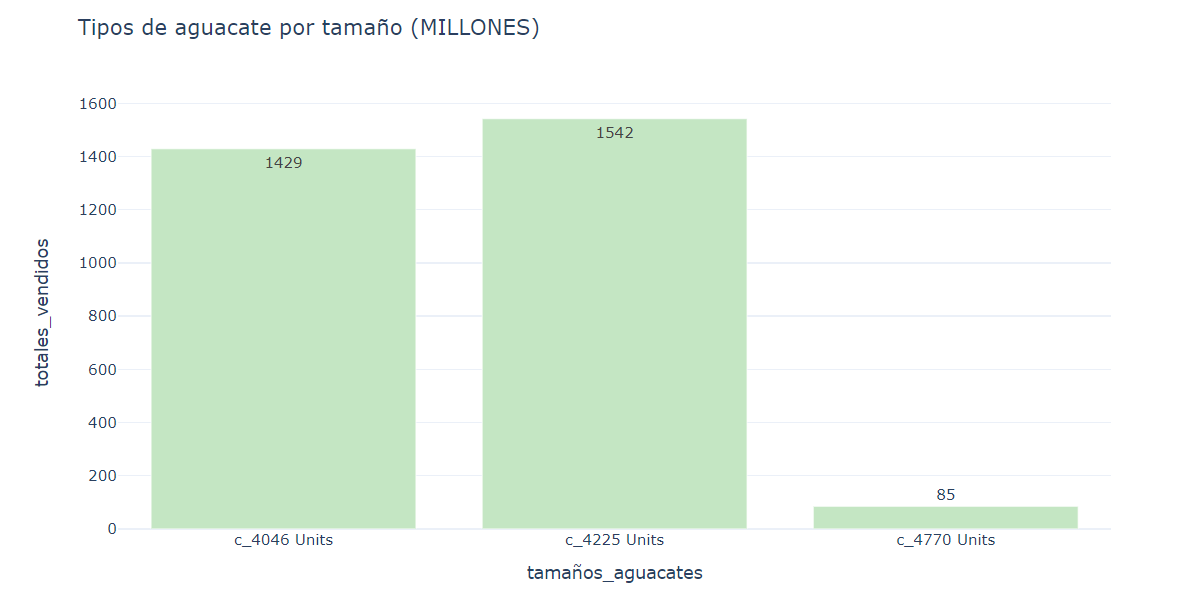 Tipos de aguacate por tamaño (MILLONES)
totales_vendidos
1600
1400
1200
1000
800
600
400
200
0
1429
1542
85
c_4046 Units
c_4225 Units
c_4770 Units
tamaños_aguacates